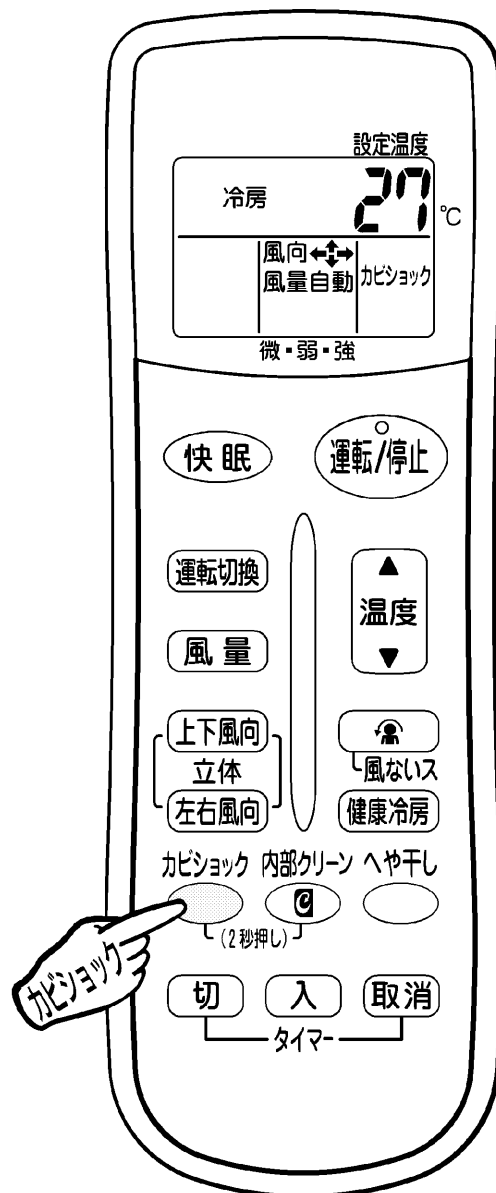 設定温度
冷房 27 ℃
風向
風量自動 カビショック
微・弱・強
快眠 運転/停止
運転切換
温度
風量
上下風向
立体 風ないス
左右風向 健康冷房
カビショック 内部クリーン へや干し
(2秒押し)
カビショック
切 入 取消
タイマー